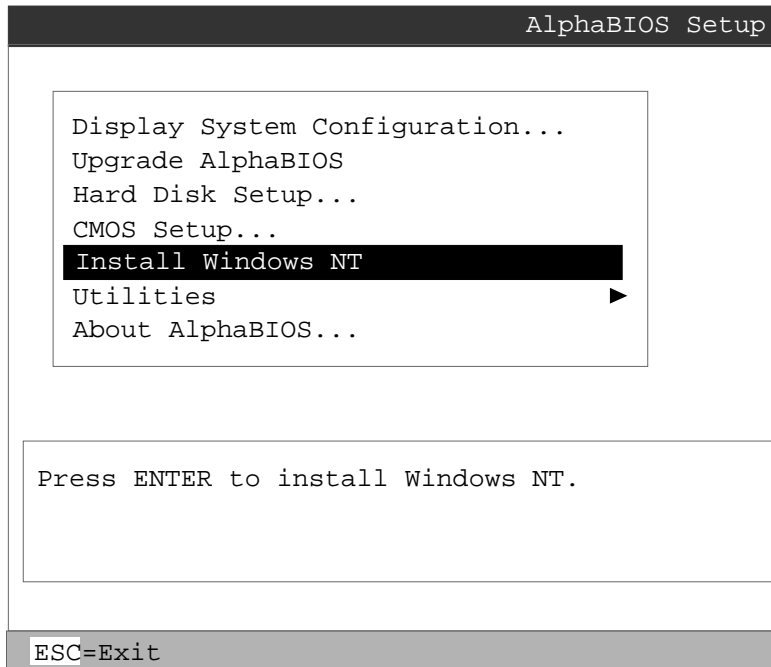 AlphaBIOS Setup
Display System Configuration...
Upgrade AlphaBIOS
Hard Disk Setup...
CMOS Setup...
Install Windows NT
Utilities
About AlphaBIOS...
Press ENTER to install Windows NT.
ESC=Exit